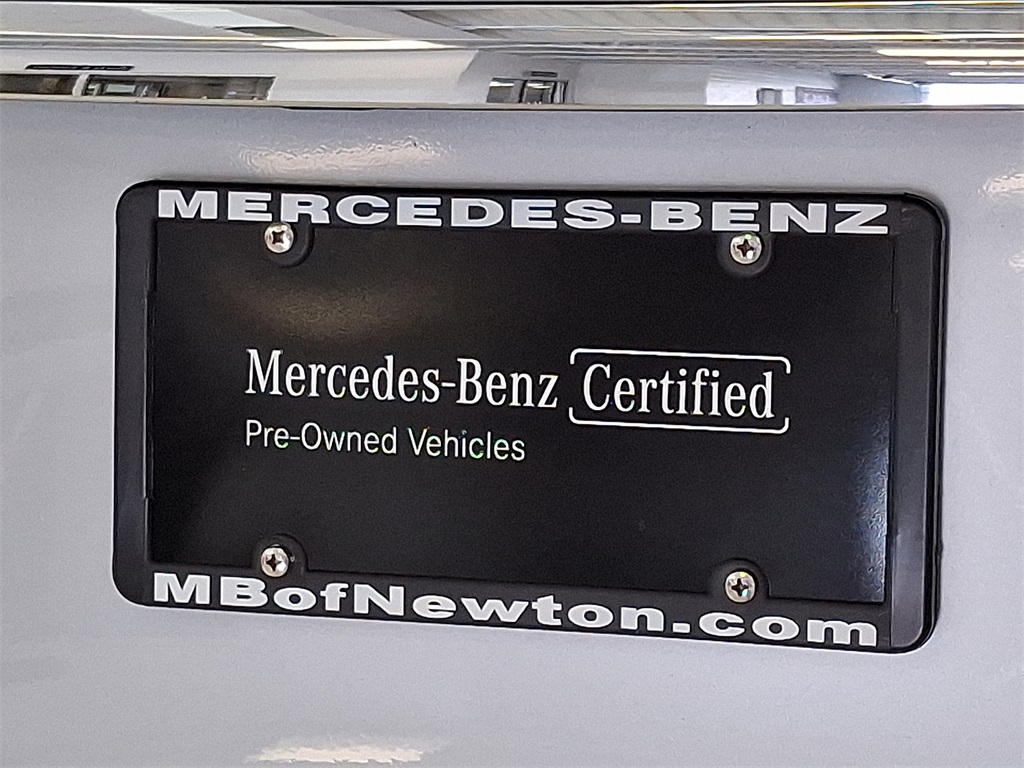 MERCEDES-BENZ
Mercedes-Benz Certified
Pre-Owned Vehicles
MBofNewton.com